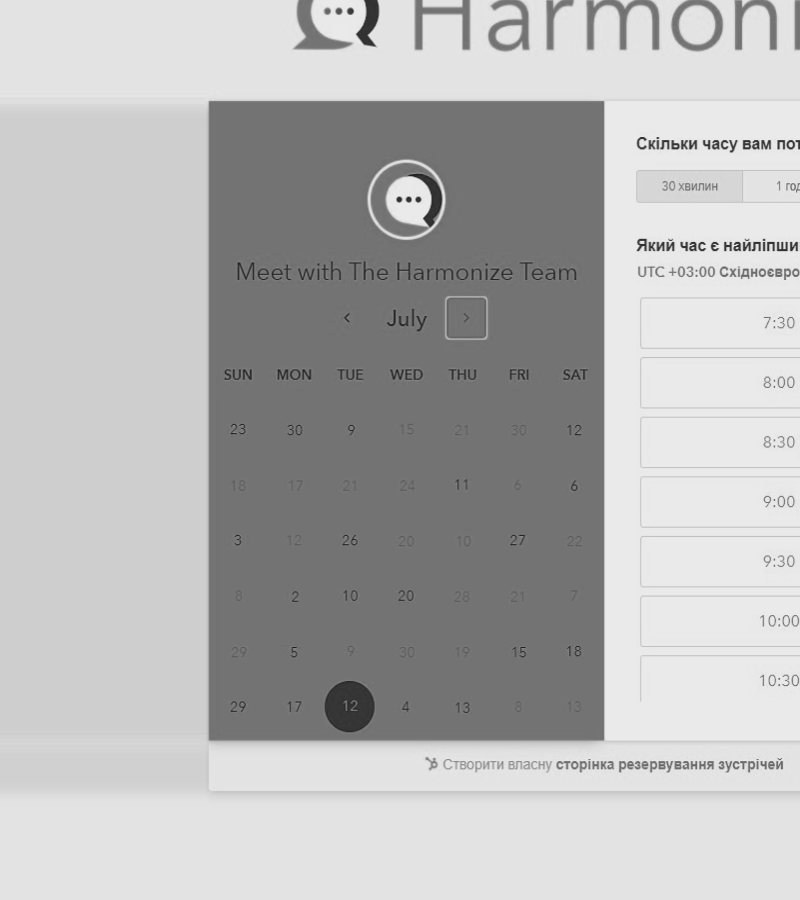 Harmoni
Meet with The Harmonize Team
July
SUN MON TUE WED THU FRI SAT
23 30 9 15 21 30 12
18 17 21 24 11 6 6
3 12 26 20 10 27 22
8 2 10 20 28 21 7
29 5 9 30 19 15 18
29 17 12 4 13 8 13
Скільки часу вам пот
30 хвилин 1 год
Який час є найліпши
UTC +03:00 Східноєвро
7:30
8:00
8:30
9:00
9:30
10:00
10:30
Створити власну сторінка резервування зустрічей